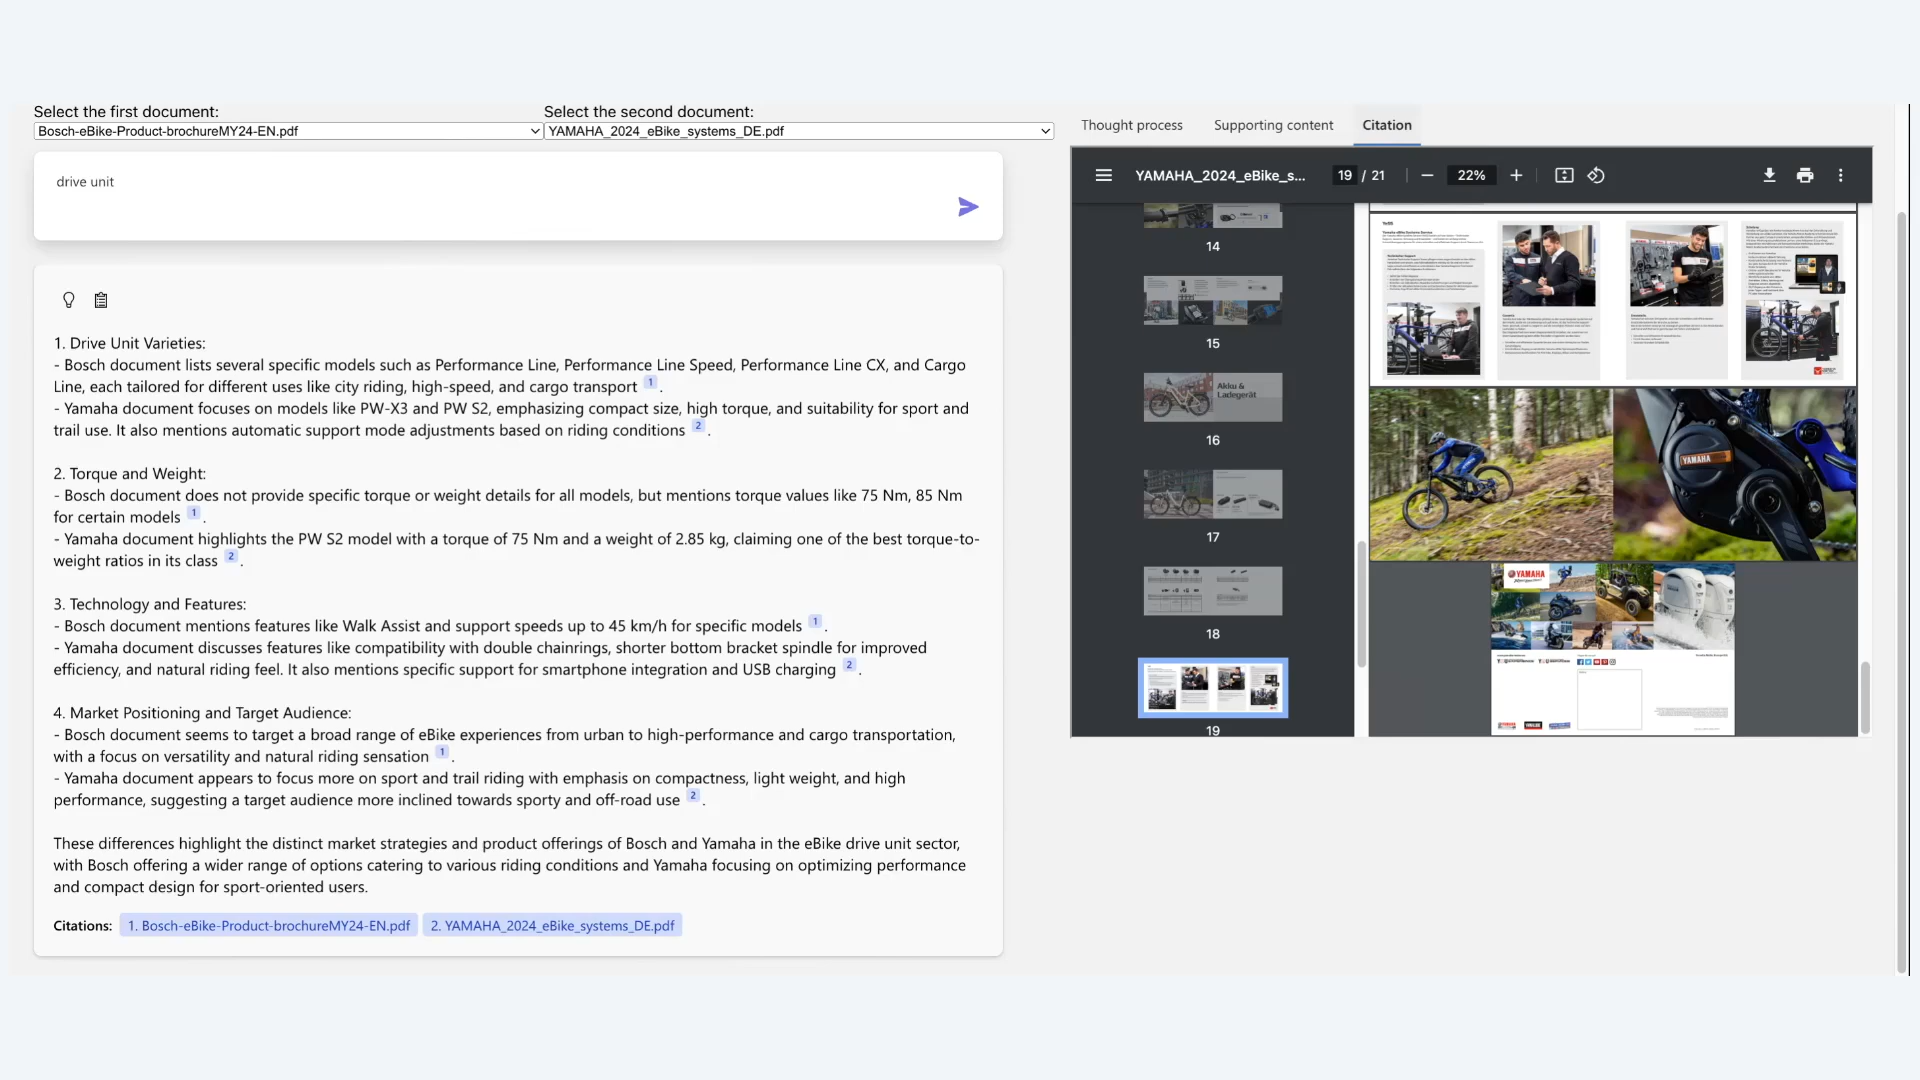 Select the first document:
Select the second document:
Bosch-eBike-Product-brochureMY24-EN.pdf
YAMAHA_2024_eBike_systems_DE.pdf
drive unit
1. Drive Unit Varieties:
- Bosch document lists several specific models such as Performance Line, Performance Line Speed, Performance Line CX, and Cargo
Line, each tailored for different uses like city riding, high-speed, and cargo transport 1 .
- Yamaha document focuses on models like PW-X3 and PW S2, emphasizing compact size, high torque, and suitability for sport and
trail use. It also mentions automatic support mode adjustments based on riding conditions 2 .
2. Torque and Weight:
- Bosch document does not provide specific torque or weight details for all models, but mentions torque values like 75 Nm, 85 Nm
for certain models 1 .
- Yamaha document highlights the PW S2 model with a torque of 75 Nm and a weight of 2.85 kg, claiming one of the best torque-to-
weight ratios in its class 2 .
3. Technology and Features:
- Bosch document mentions features like Walk Assist and support speeds up to 45 km/h for specific models 1 .
- Yamaha document discusses features like compatibility with double chainrings, shorter bottom bracket spindle for improved
efficiency, and natural riding feel. It also mentions specific support for smartphone integration and USB charging 2 .
4. Market Positioning and Target Audience:
- Bosch document seems to target a broad range of eBike experiences from urban to high-performance and cargo transportation,
with a focus on versatility and natural riding sensation 1 .
- Yamaha document appears to focus more on sport and trail riding with emphasis on compactness, light weight, and high
performance, suggesting a target audience more inclined towards sporty and off-road use 2 .
These differences highlight the distinct market strategies and product offerings of Bosch and Yamaha in the eBike drive unit sector,
with Bosch offering a wider range of options catering to various riding conditions and Yamaha focusing on optimizing performance
and compact design for sport-oriented users.
Citations: 1. Bosch-eBike-Product-brochureMY24-EN.pdf 2. YAMAHA_2024_eBike_systems_DE.pdf
Thought process
Supporting content
Citation
YAMAHA_2024_eBike_s... 19 / 21 22%
14
15
Akku &
Ladegerät
16
17
18
19
YAMAHA
YAMAHA